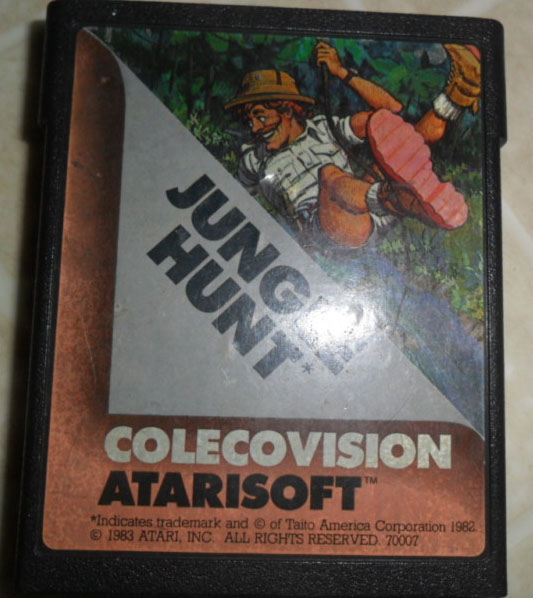 JUNGLE
HUNT*
COLECOVISION
ATARISOFT™
*Indicates trademark and © of Taito America Corporation 1982.
© 1983 ATARI, INC. ALL RIGHTS RESERVED. 70007